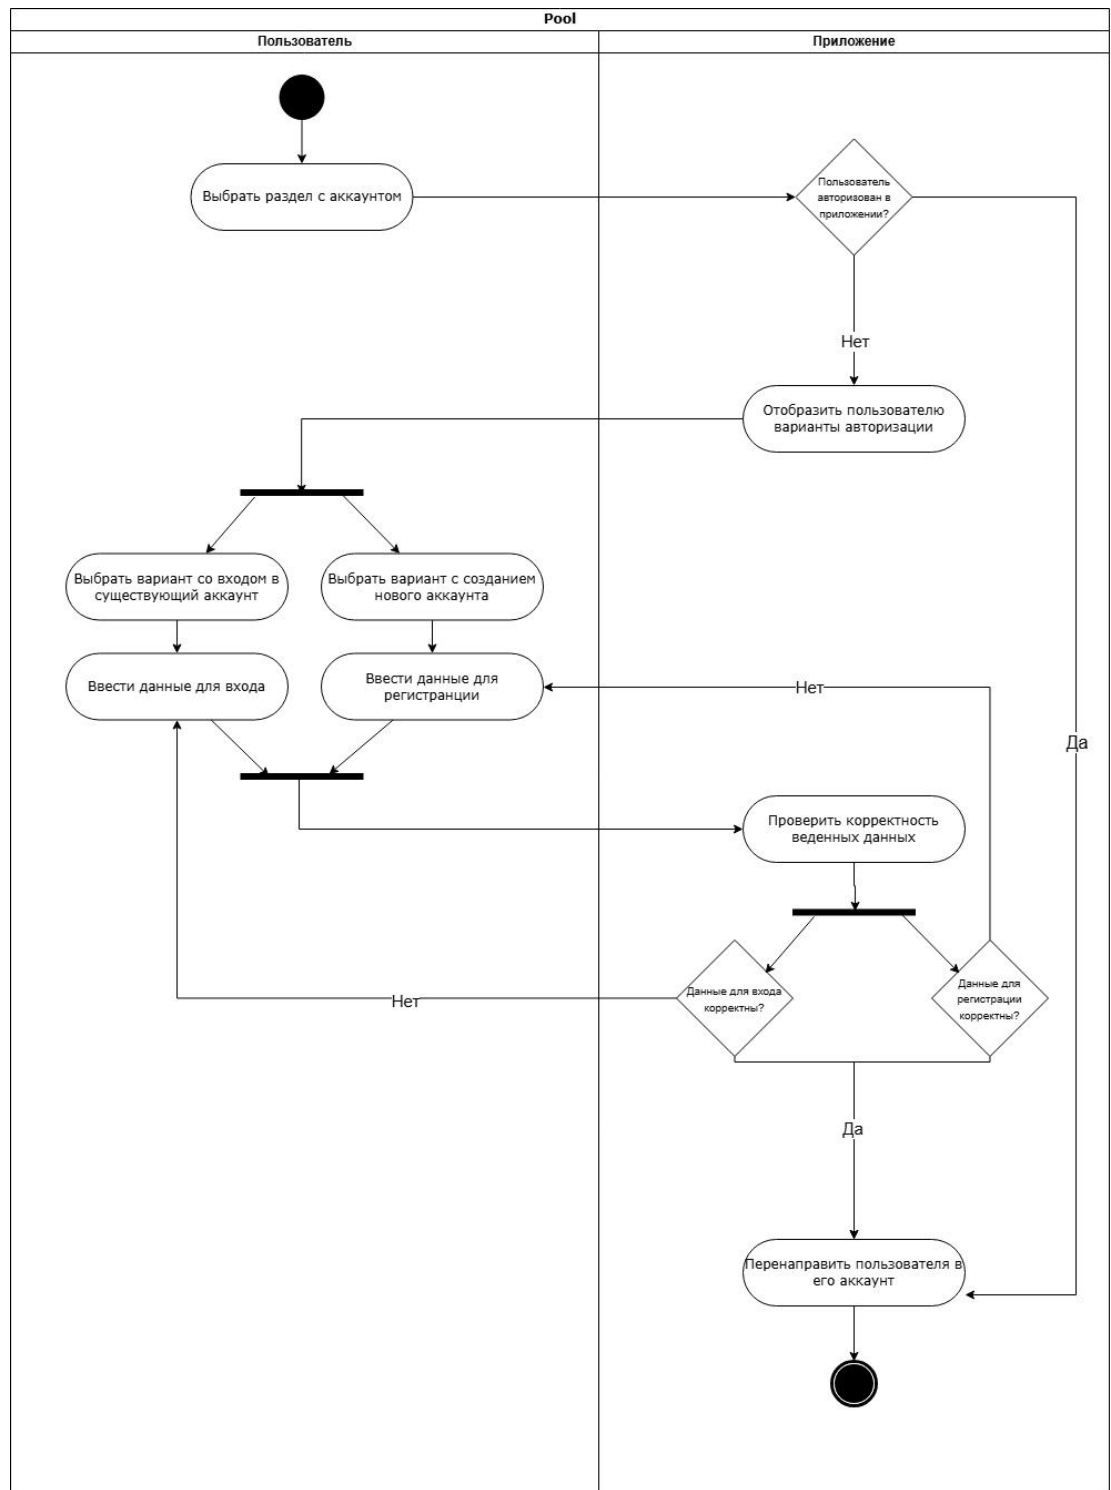 Pool
Пользователь
Приложение
Выбрать раздел с аккаунтом
Пользователь
авторизован в
приложении?
Нет
Отобразить пользователю
варианты авторизации
Выбрать вариант со входом в
существующий аккаунт
Выбрать вариант с созданием
нового аккаунта
Ввести данные для входа
Ввести данные для
регистранции
Нет
Да
Проверить корректность
веденных данных
Данные для входа
корректны?
Данные для
регистрации
корректны?
Нет
Да
Перенаправить пользователя в
его аккаунт